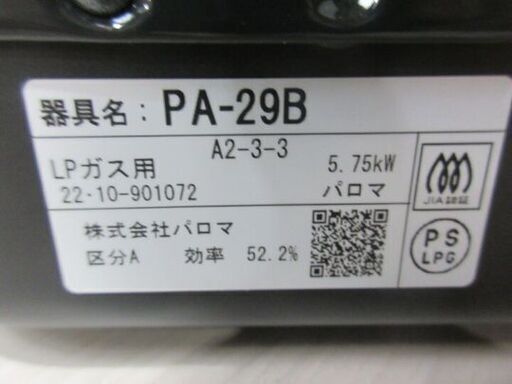 器具名：PA-29B
A2-3-3
LPガス用 5.75kW
22･10-901072 パロマ
JIA認証
株式会社パロマ
区分A 効率 52.2%
PS
LPG